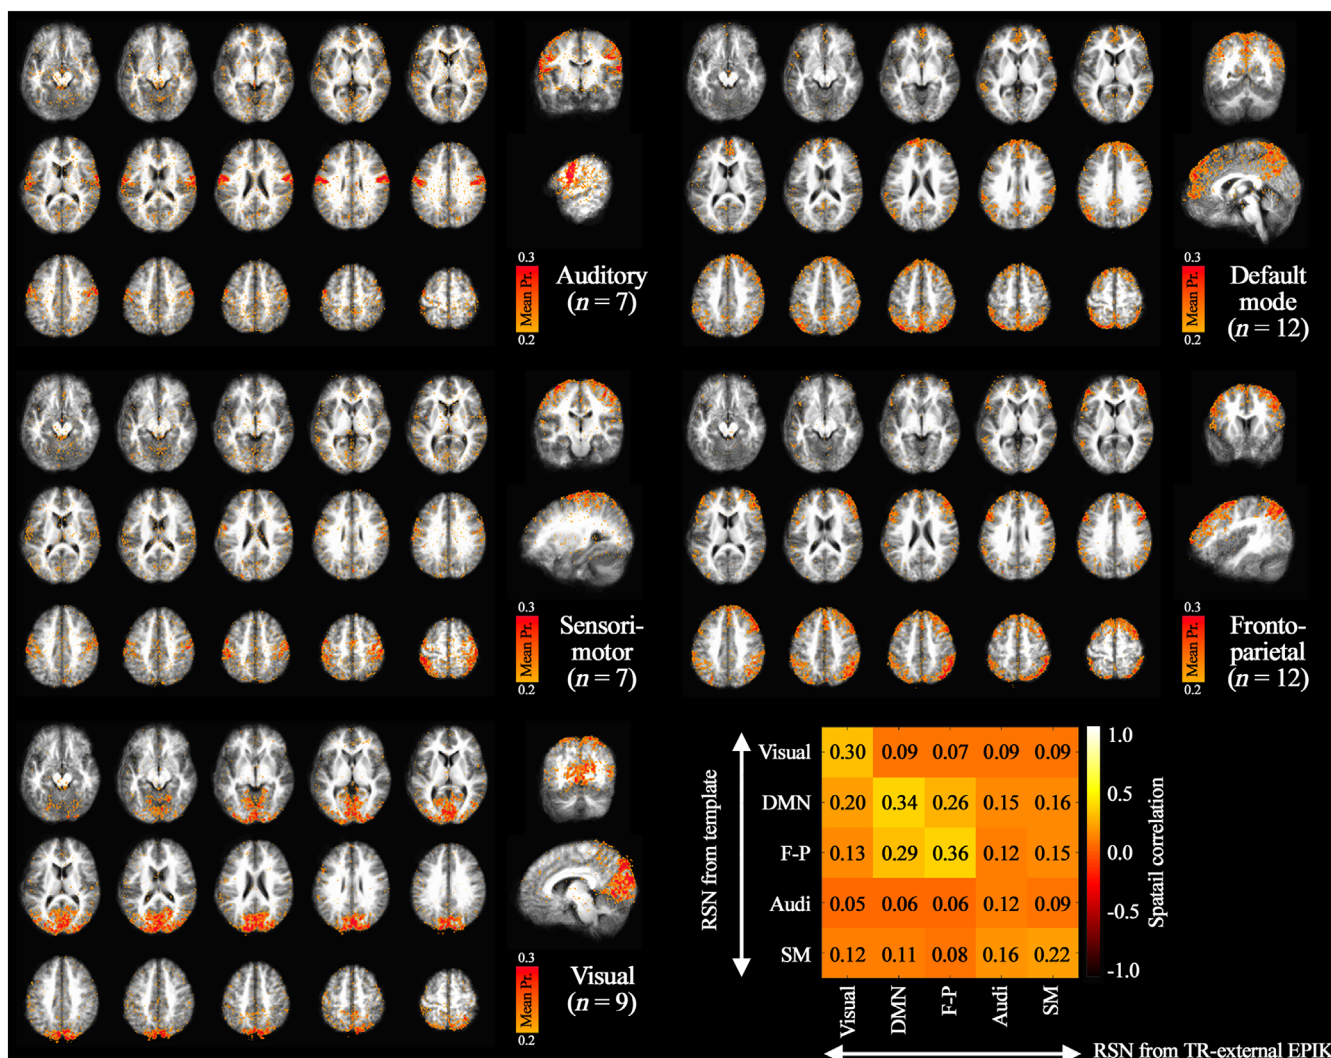 0.3
Mean Pr.
0.2
Auditory
(n = 7)
0.3
Mean Pr.
0.2
Default
mode
(n = 12)
0.3
Mean Pr.
0.2
Sensori-
motor
(n = 7)
0.3
Mean Pr.
0.2
Fronto-
parietal
(n = 12)
0.3
Mean Pr.
0.2
Visual
(n = 9)
RSN from template
Visual 0.30 0.09 0.07 0.09 0.09
DMN 0.20 0.34 0.26 0.15 0.16
F-P 0.13 0.29 0.36 0.12 0.15
Audi 0.05 0.06 0.06 0.12 0.09
SM 0.12 0.11 0.08 0.16 0.22
Visual DMN F-P Audi SM
1.0
0.5
0.0
-0.5
-1.0
Spatail correlation
RSN from TR-external EPIK